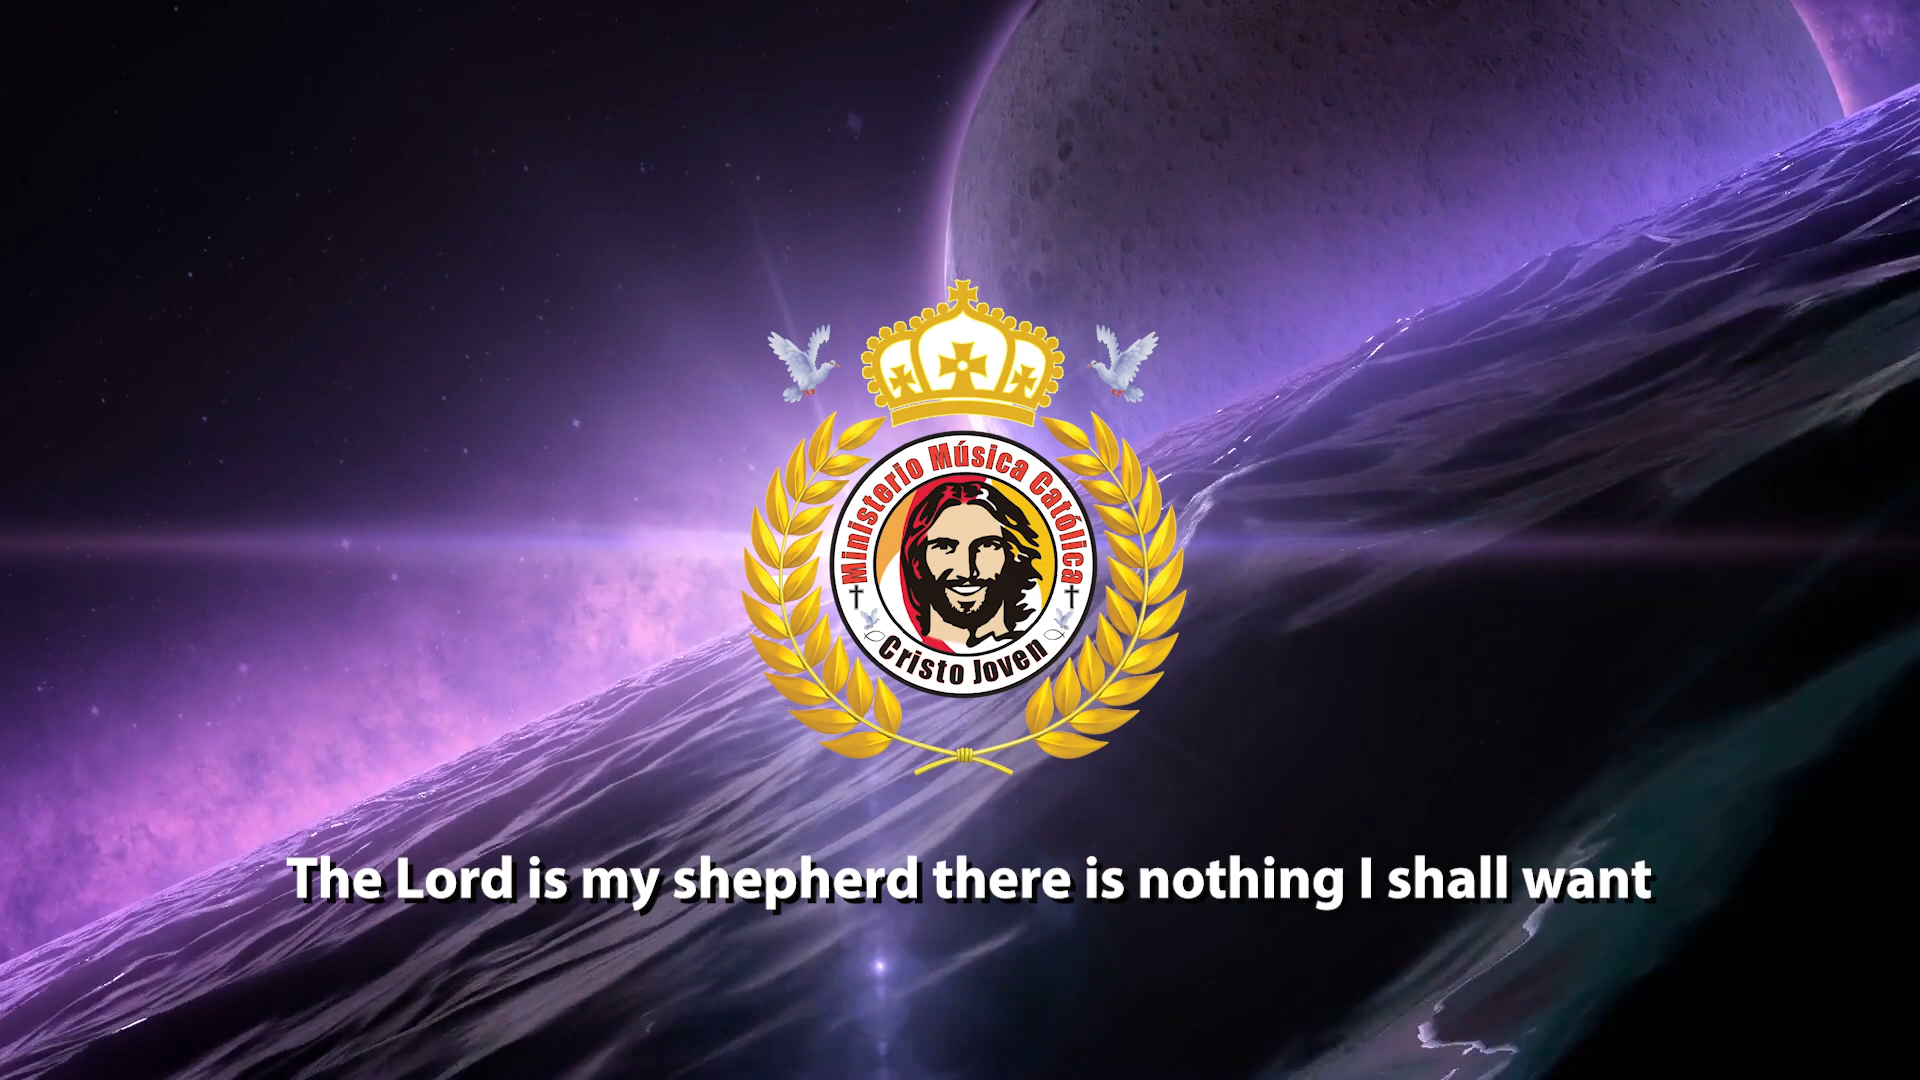 Ministerio Música Católica
Cristo Joven
The Lord is my shepherd there is nothing I shall want